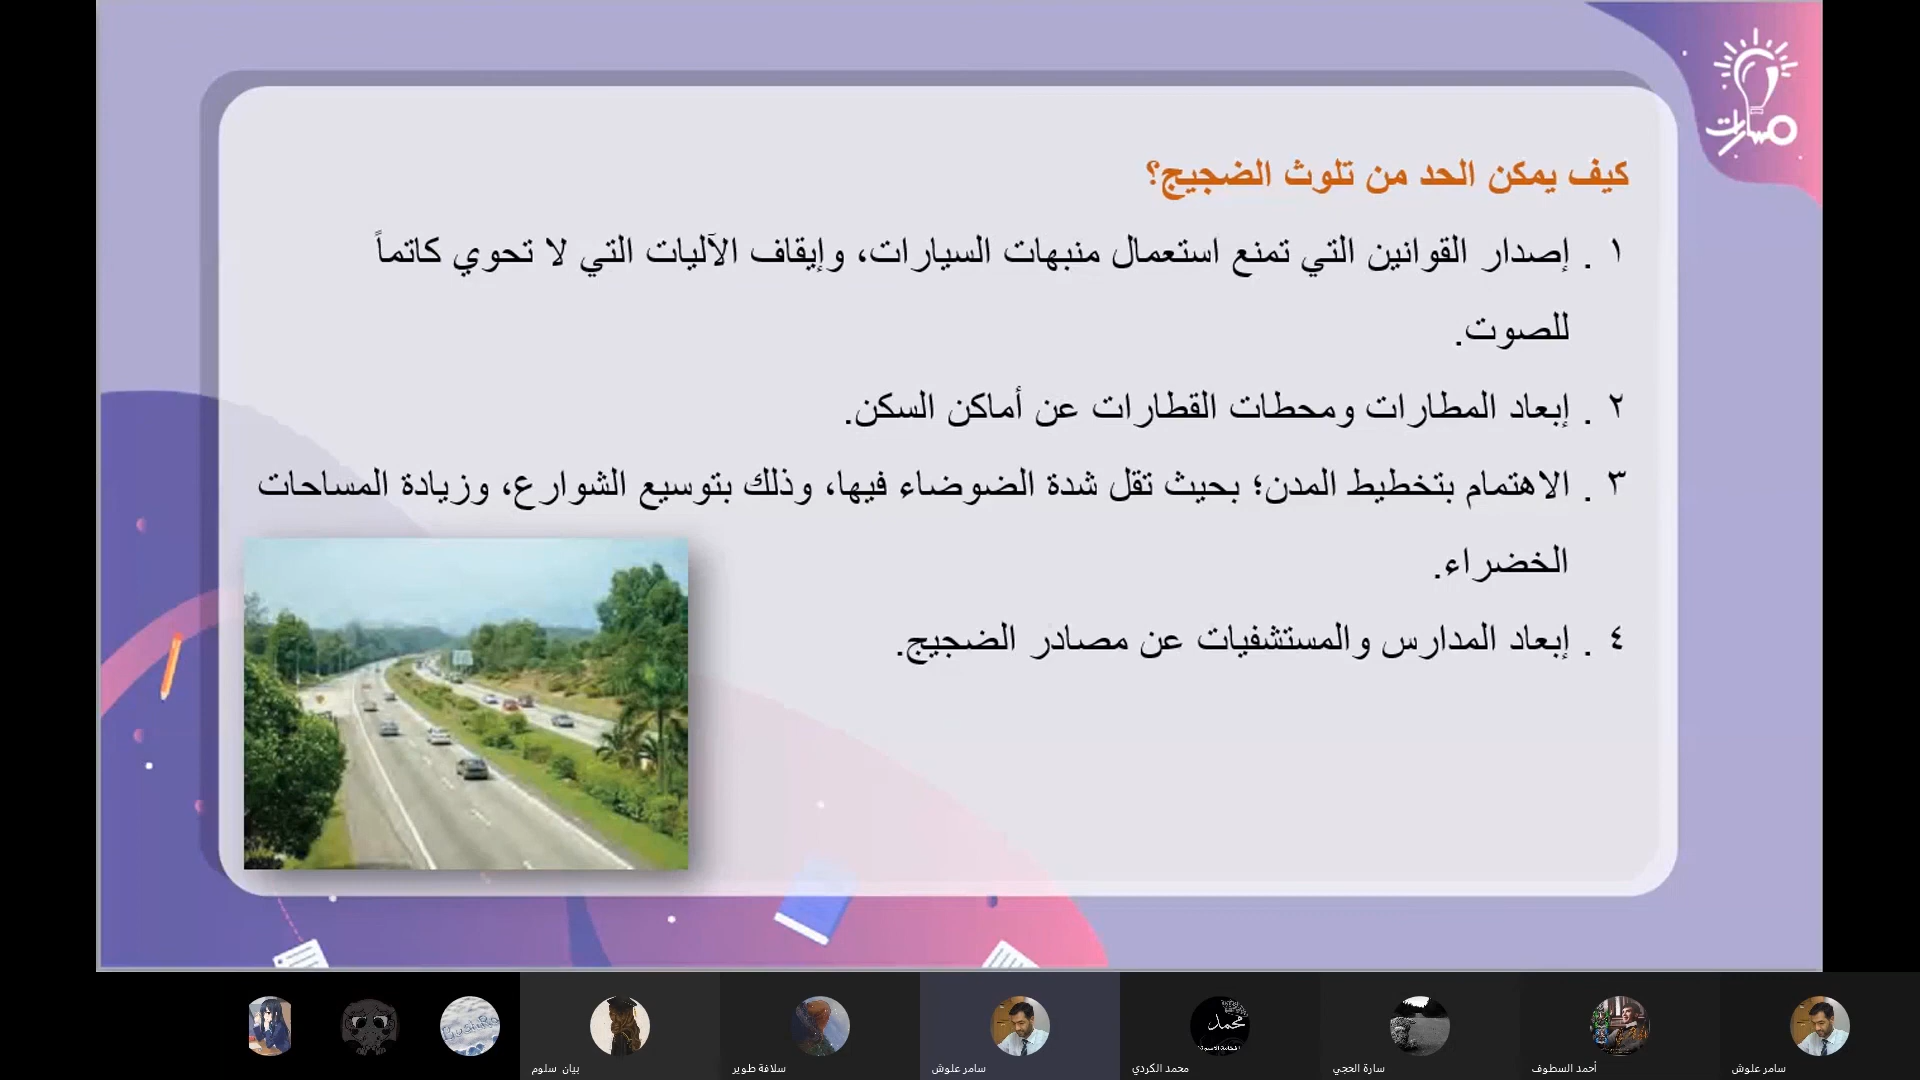 مسارات
كيف يمكن الحد من تلوث الضجيج؟
١ . إصدار القوانين التي تمنع استعمال منبهات السيارات، وإيقاف الآليات التي لا تحوي كاتماً
للصوت.
٢ . إبعاد المطارات ومحطات القطارات عن أماكن السكن.
٣ . الاهتمام بتخطيط المدن؛ بحيث تقل شدة الضوضاء فيها، وذلك بتوسيع الشوارع، وزيادة المساحات
الخضراء.
٤ . إبعاد المدارس والمستشفيات عن مصادر الضجيج.
محمد
بيان سلوم
سلافة طوير
سامر علوش
محمد الكردي
سارة الحجي
أحمد السطوف
سامر علوش